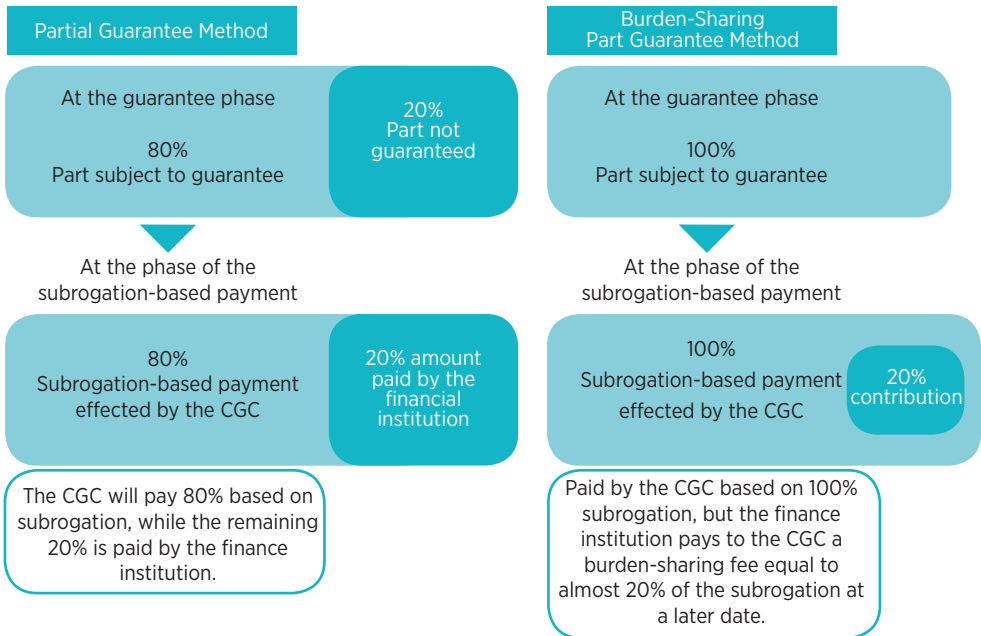 Partial Guarantee Method
At the guarantee phase
80%
Part subject to guarantee
20%
Part not
guaranteed
At the phase of the
subrogation-based payment
80%
Subrogation-based payment
effected by the CGC
20% amount
paid by the
financial
institution
The CGC will pay 80% based on
subrogation, while the remaining
20% is paid by the finance
institution.
Burden-Sharing
Part Guarantee Method
At the guarantee phase
100%
Part subject to guarantee
At the phase of the
subrogation-based payment
100%
Subrogation-based payment
effected by the CGC
20%
contribution
Paid by the CGC based on 100%
subrogation, but the finance
institution pays to the CGC a
burden-sharing fee equal to
almost 20% of the subrogation at
a later date.